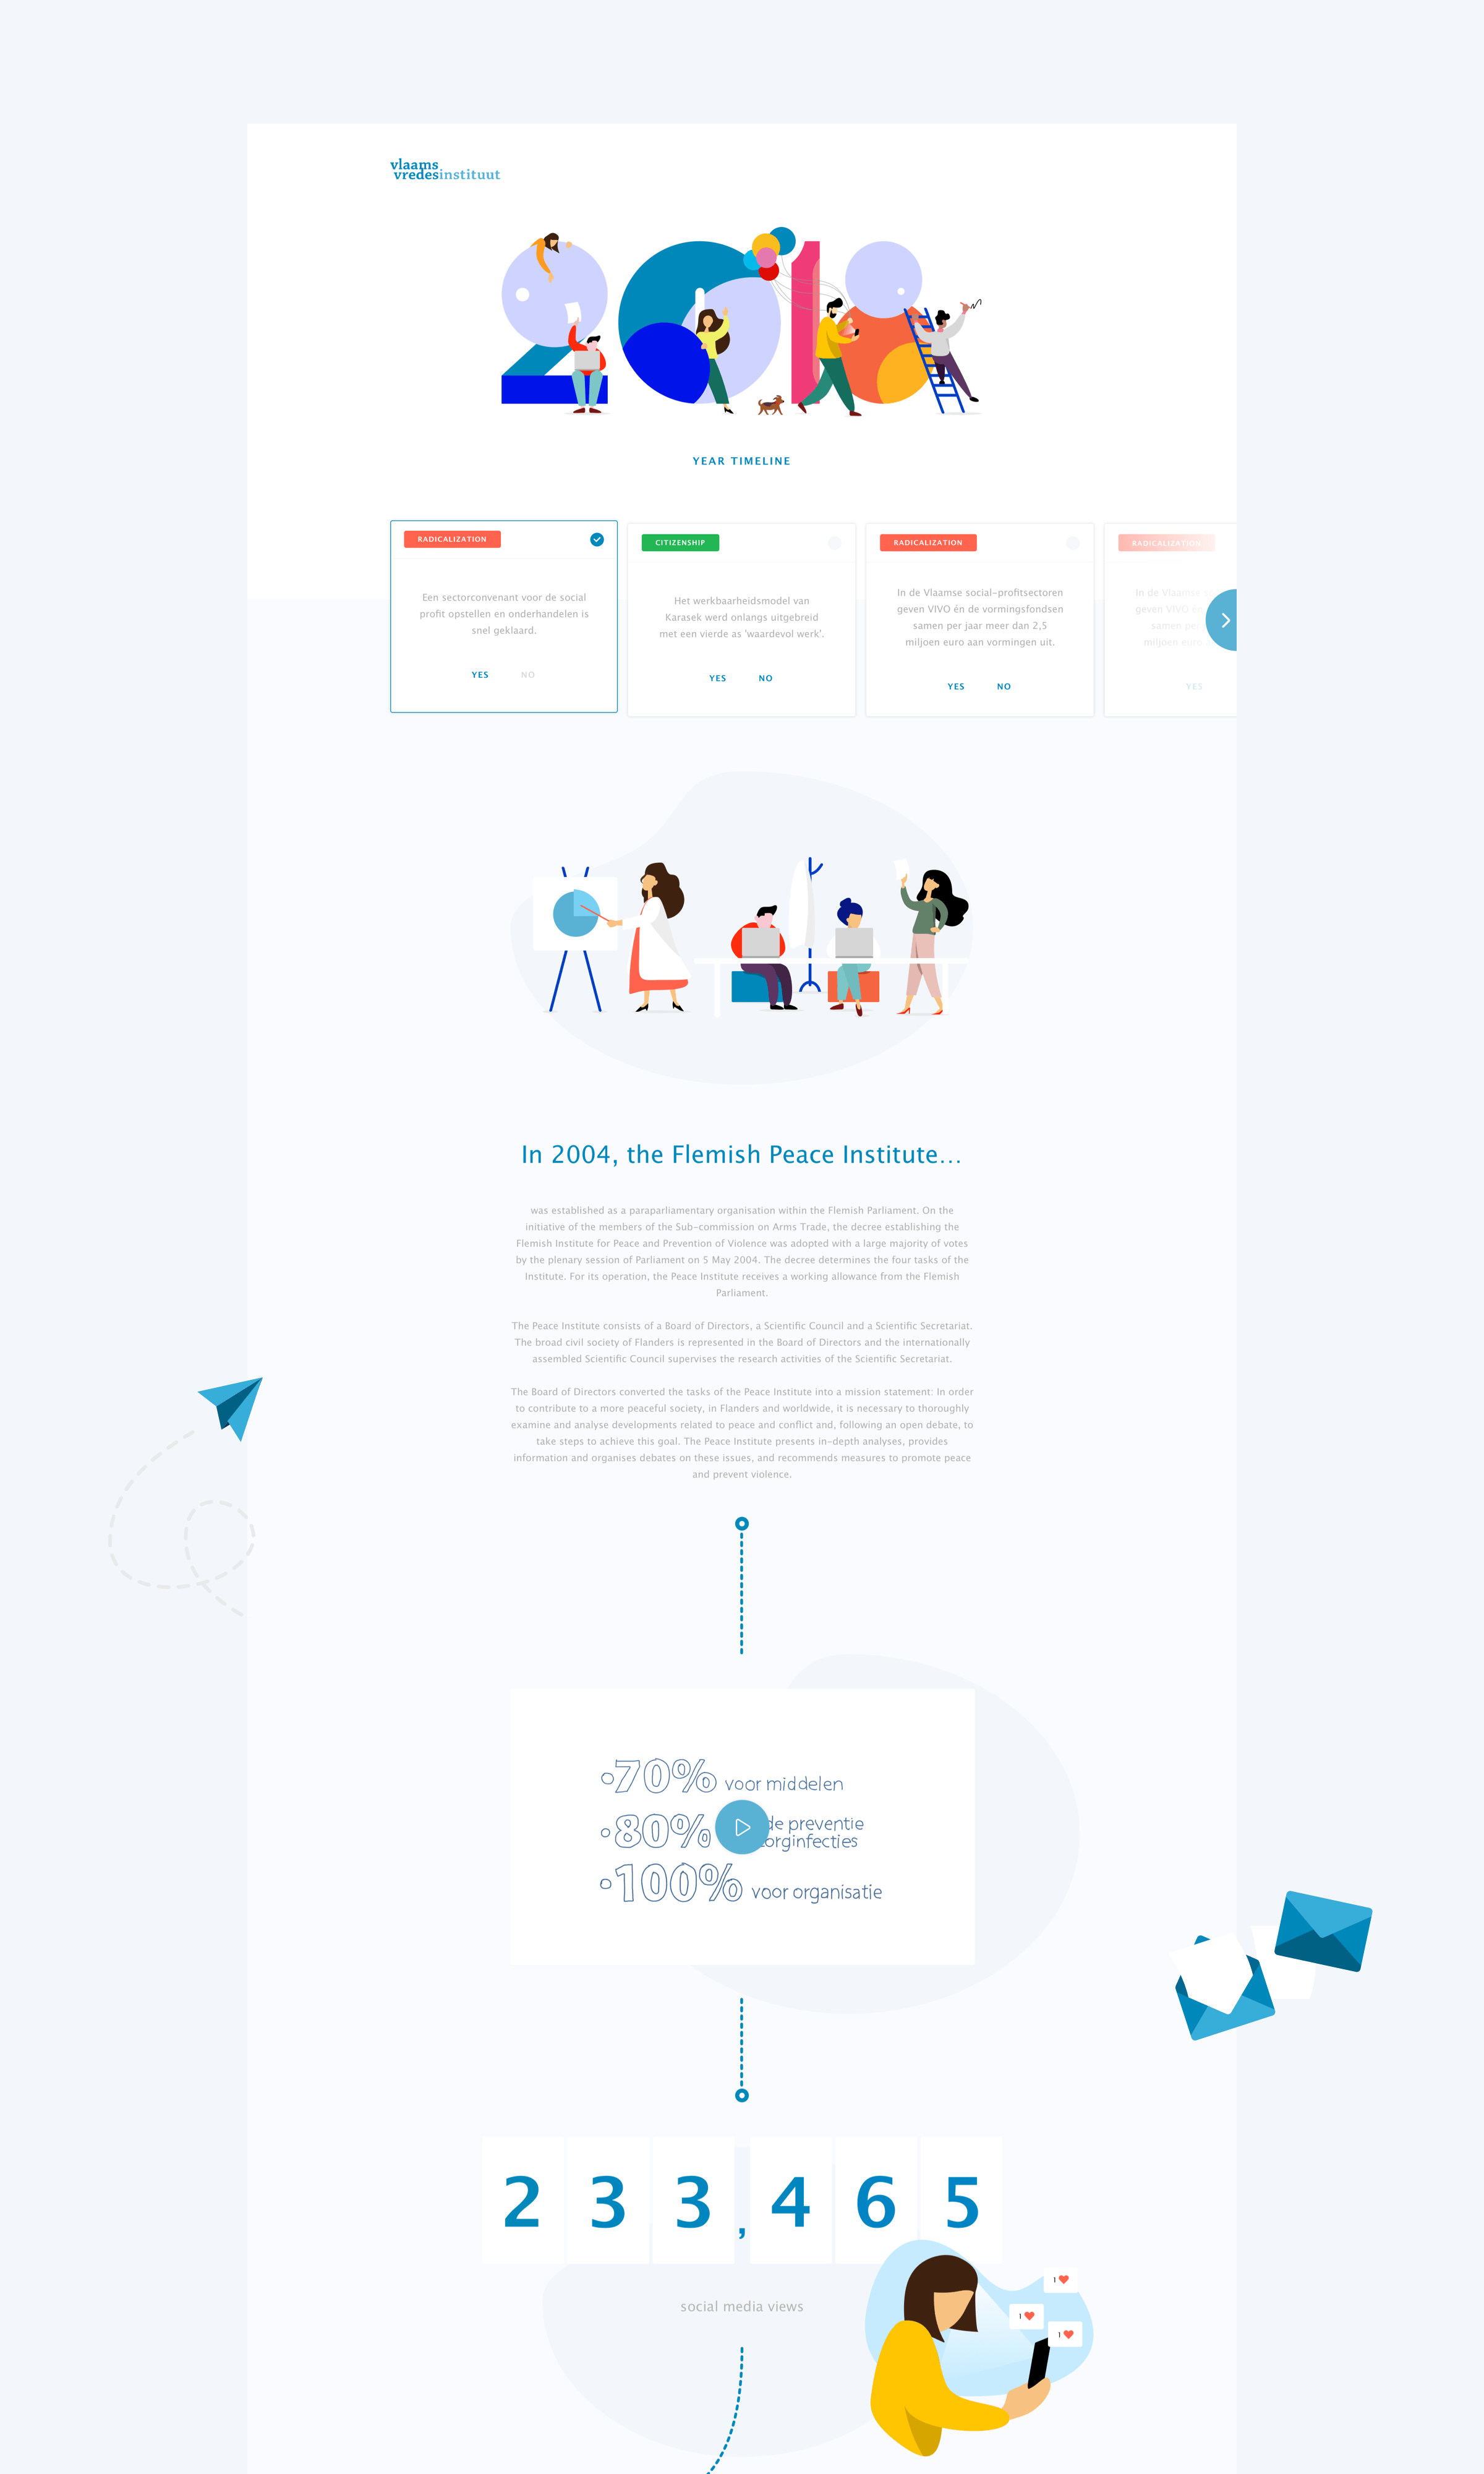 vlaams
vredesinstituut
2018
YEAR TIMELINE
RADICALIZATION
Een sectorconvenant voor de social
profit opstellen en onderhandelen is
snel geklaard.
YES NO
CITIZENSHIP
Het werkbaarheidsmodel van
Karasek werd onlangs uitgebreid
met een vierde as 'waardevol werk'.
YES NO
RADICALIZATION
In de Vlaamse social-profitsectoren
geven VIVO én de vormingsfondsen
samen per jaar meer dan 2,5
miljoen euro aan vormingen uit.
YES NO
RADICALIZATION
In de Vlaamse
geven VIVO
samen per
miljoen euro
YES
In 2004, the Flemish Peace Institute...
was established as a paraparliamentary organisation within the Flemish Parliament. On the
initiative of the members of the Sub-commission on Arms Trade, the decree establishing the
Flemish Institute for Peace and Prevention of Violence was adopted with a large majority of votes
by the plenary session of Parliament on 5 May 2004. The decree determines the four tasks of the
Institute. For its operation, the Peace Institute receives a working allowance from the Flemish
Parliament.
The Peace Institute consists of a Board of Directors, a Scientific Council and a Scientific Secretariat.
The broad civil society of Flanders is represented in the Board of Directors and the internationally
assembled Scientific Council supervises the research activities of the Scientific Secretariat.
The Board of Directors converted the tasks of the Peace Institute into a mission statement: In order
to contribute to a more peaceful society, in Flanders and worldwide, it is necessary to thoroughly
examine and analyse developments related to peace and conflict and, following an open debate, to
take steps to achieve this goal. The Peace Institute presents in-depth analyses, provides
information and organises debates on these issues, and recommends measures to promote peace
and prevent violence.
•70% voor middelen
•80% de preventie
orginfecties
•100% voor organisatie
233,465
social media views
1
1
1